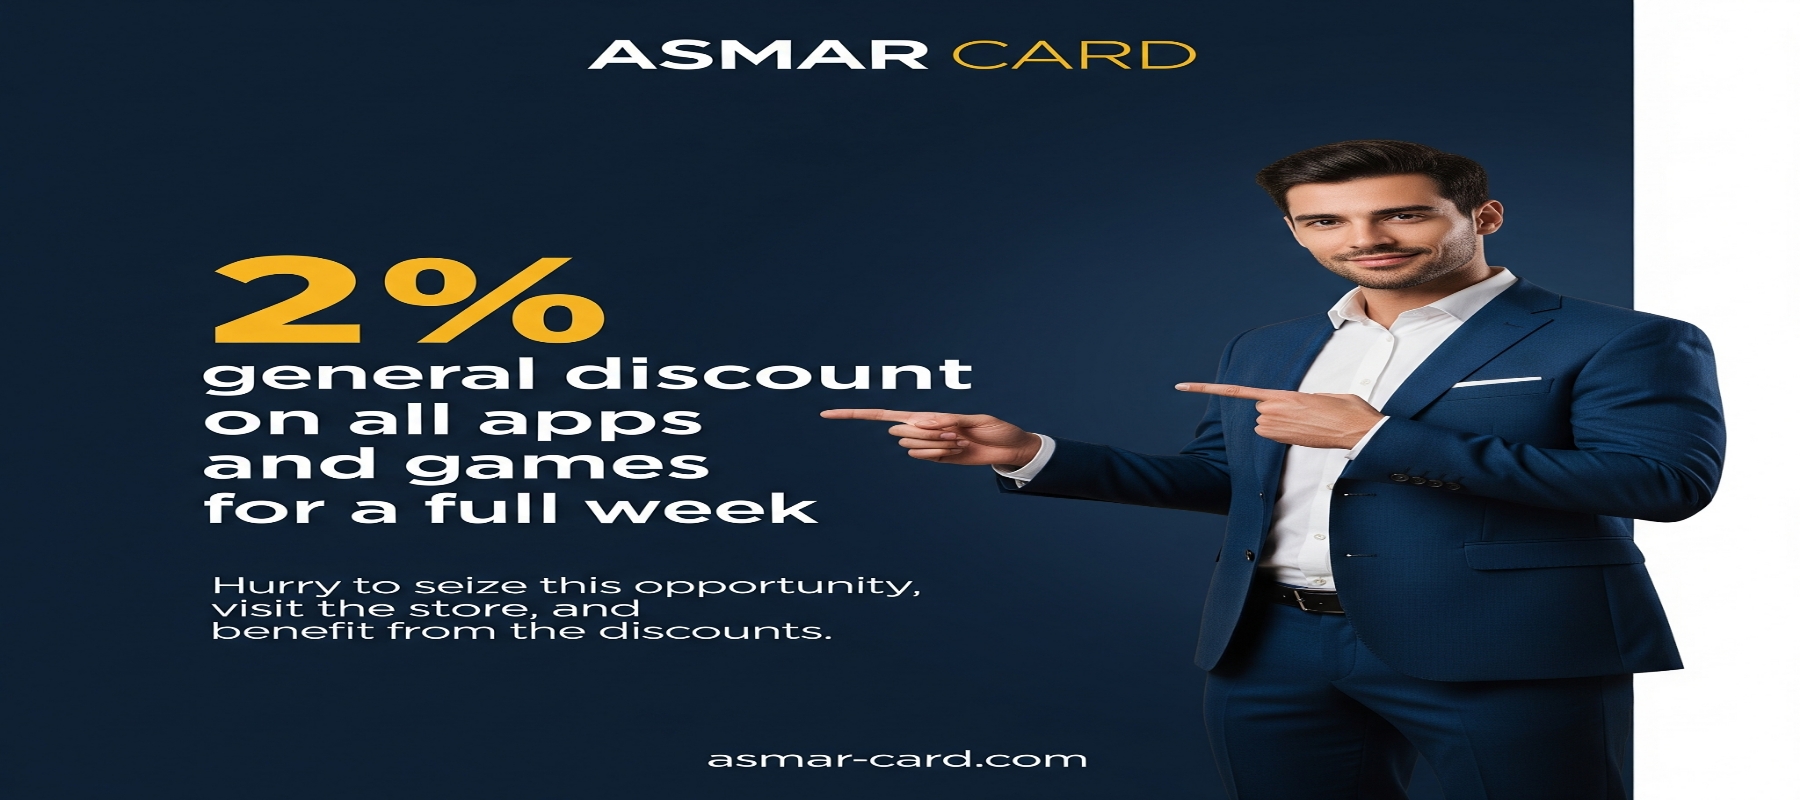 ASMAR CARD
2%
general discount
on all apps
and games
for a full week
Hurry to seize this opportunity,
visit the store, and
benefit from the discounts.
asmar-card.com